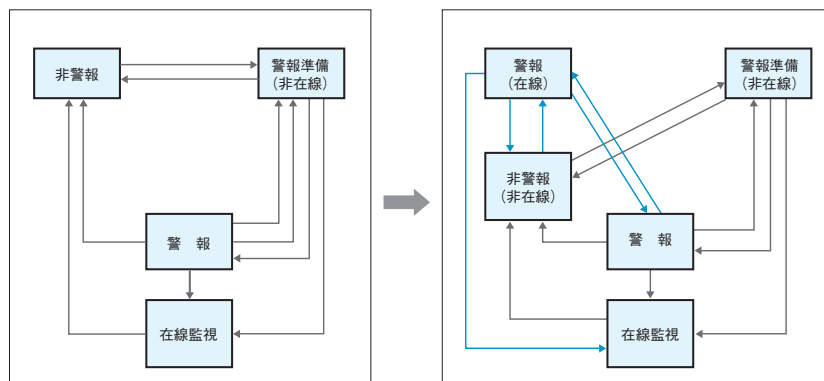 非警報
警報準備
（非在線）
警　報
在線監視
警報
（在線）
警報準備
（非在線）
非警報
（非在線）
警　報
在線監視